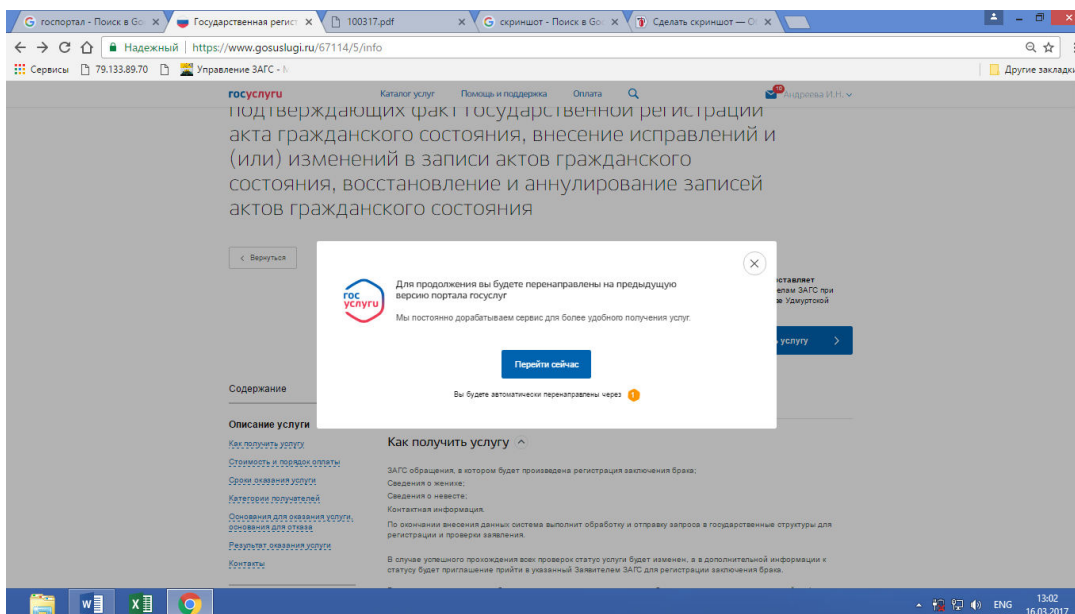 госпортал - Поиск в Go
Государственная регист
100317.pdf
скриншот - Поиск в Goo
Сделать скриншот — О
Надежный https://www.gosuslugi.ru/67114/5/info
Сервисы 79.133.89.70 Управление ЗАГС - Другие закладки
госуслуги Каталог услуг Помощь и поддержка Оплата Андреева И.Н.
подтверждающих факт государственной регистрации
акта гражданского состояния, внесение исправлений и
(или) изменений в записи актов гражданского
состояния, восстановление и аннулирование записей
актов гражданского состояния
Вернуться
Для продолжения вы будете перенаправлены на предыдущую
версию портала госуслуг
гос
услуги
Мы постоянно дорабатываем сервис для более удобного получения услуг.
Перейти сейчас
Вы будете автоматически перенаправлены через 1
ЗАГС при
Удмуртской
услугу
Содержание
Описание услуги
Как получить услугу
Стоимость и порядок оплаты
Сроки оказания услуги
Категории получателей
Основания для оказания услуги,
основания для отказа
Результат оказания услуги
Контакты
Как получить услугу
ЗАГС обращения, в котором будет произведена регистрация заключения брака;
Сведения о женихе;
Сведения о невесте;
Контактная информация.
По окончании внесения данных система выполнит обработку и отправку запроса в государственные структуры для
регистрации и проверки заявления.
В случае успешного прохождения всех проверок статус услуги будет изменен, а в дополнительной информации к
статусу будет приглашение прийти в указанный Заявителем ЗАГС для регистрации заключения брака.
ENG
13:02
16.03.2017